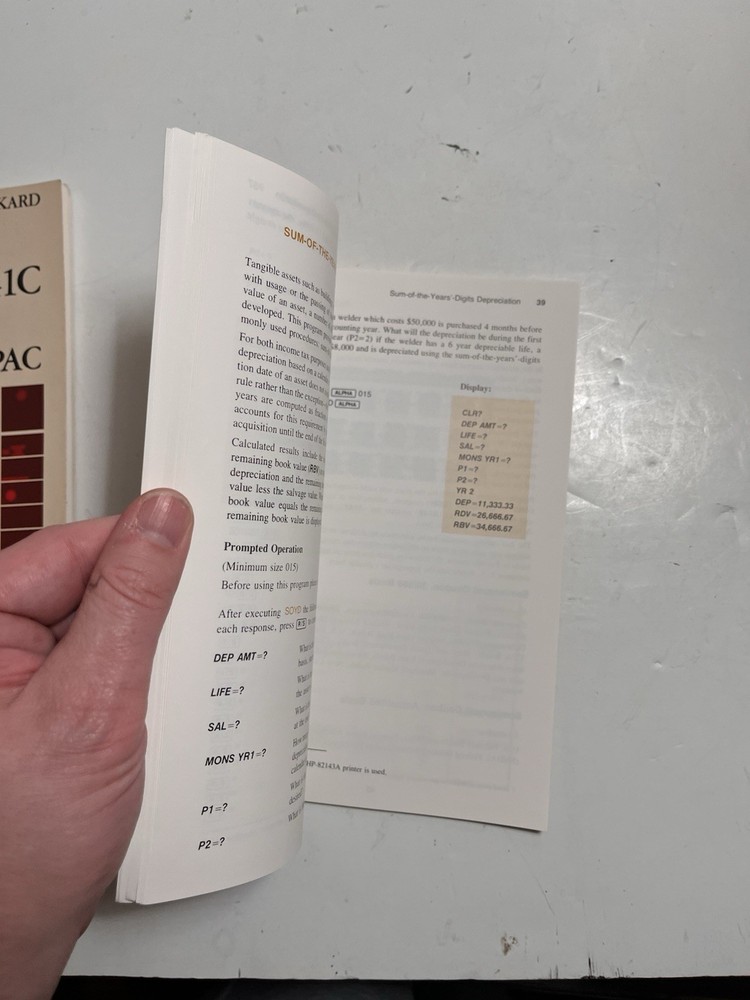 KARD
1C
PAC
SUM-OF-THE
Tangible assets such as
with usage or the passing
value of an asset, a
developed. This program
monly used procedures
For both income tax purposes
depreciation based on a
tion date of an asset does
rule rather than the exception
years are computed as
accounts for this requirement
acquisition until the end of
Calculated results include
remaining book value (RBV
depreciation and the remaining
value less the salvage value.
book value equals the
remaining book value is
Prompted Operation
(Minimum size 015)
Before using this program
After executing SOYD the
each response, press R/S
DEP AMT=?
LIFE=?
SAL=?
MONS YR1=?
P1=?
P2=?
Sum-of-the-Years'-Digits Depreciation 39
welder which costs $50,000 is purchased 4 months before
ounting year. What will the depreciation be during the first
ear (P2=2) if the welder has a 6 year depreciable life, a
8,000 and is depreciated using the sum-of-the-years'-digits
Display:
ALPHA 015
ALPHA
CLR?
DEP AMT=?
LIFE=?
SAL=?
MONS YR1=?
P1=?
P2=?
YR 2
DEP=11,333.33
RDV=26,666.67
RBV=34,666.67
HP-82143A printer is used.